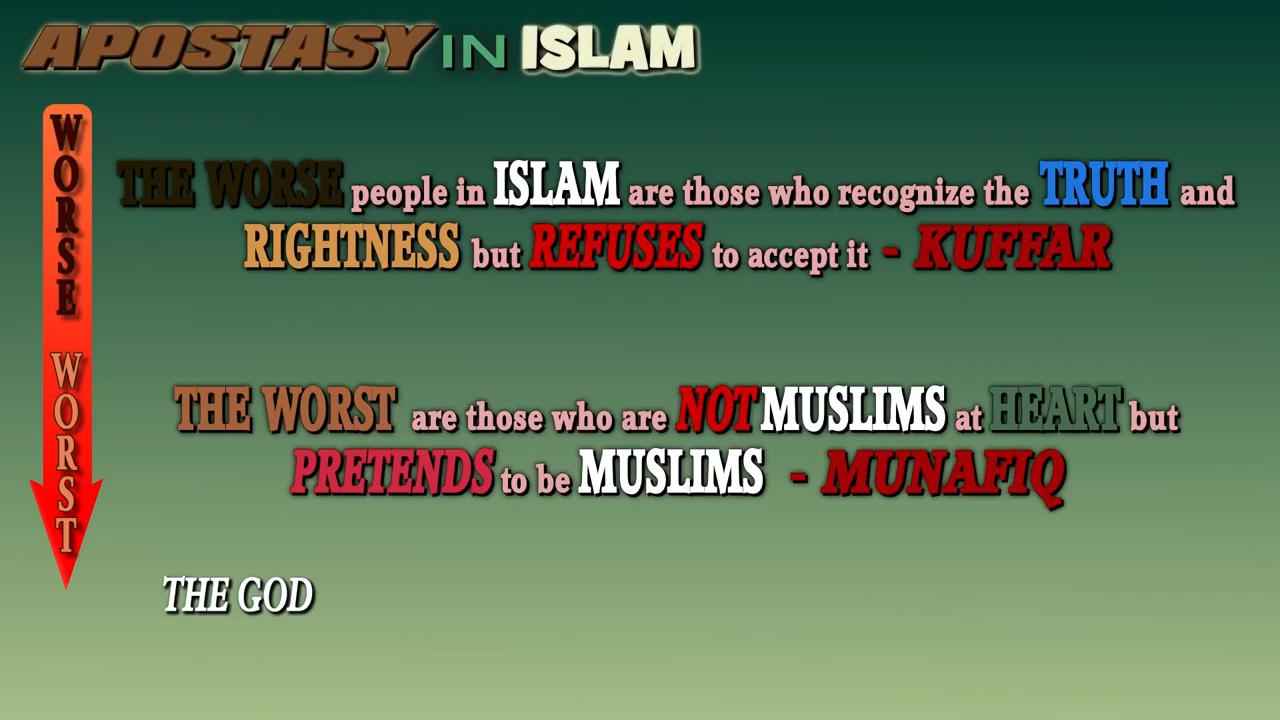 APOSTASY IN ISLAM
WORSE WORST
THE WORSE people in ISLAM are those who recognize the TRUTH and
RIGHTNESS but REFUSES to accept it - KUFFAR
THE WORST are those who are NOT MUSLIMS at HEART but
PRETENDS to be MUSLIMS - MUNAFIQ
THE GOD